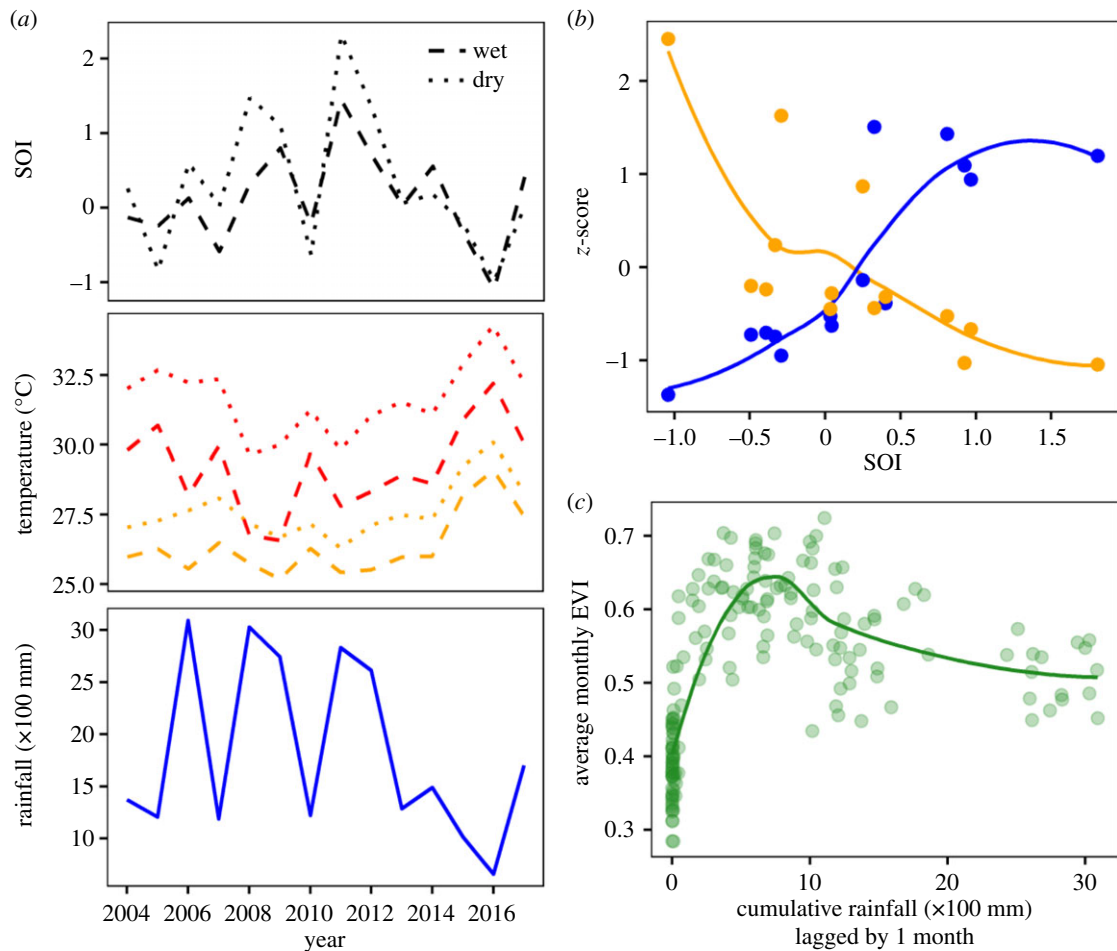 (a)
SOI
2
1
0
−1
wet
dry
temperature (°C)
32.5
30.0
27.5
25.0
rainfall (×100 mm)
30
25
20
15
10
2004 2006 2008 2010 2012 2014 2016
year
(b)
z-score
2
1
0
−1
−1.0 −0.5 0 0.5 1.0 1.5
SOI
(c)
average monthly EVI
0.7
0.6
0.5
0.4
0.3
0 10 20 30
cumulative rainfall (×100 mm)
lagged by 1 month